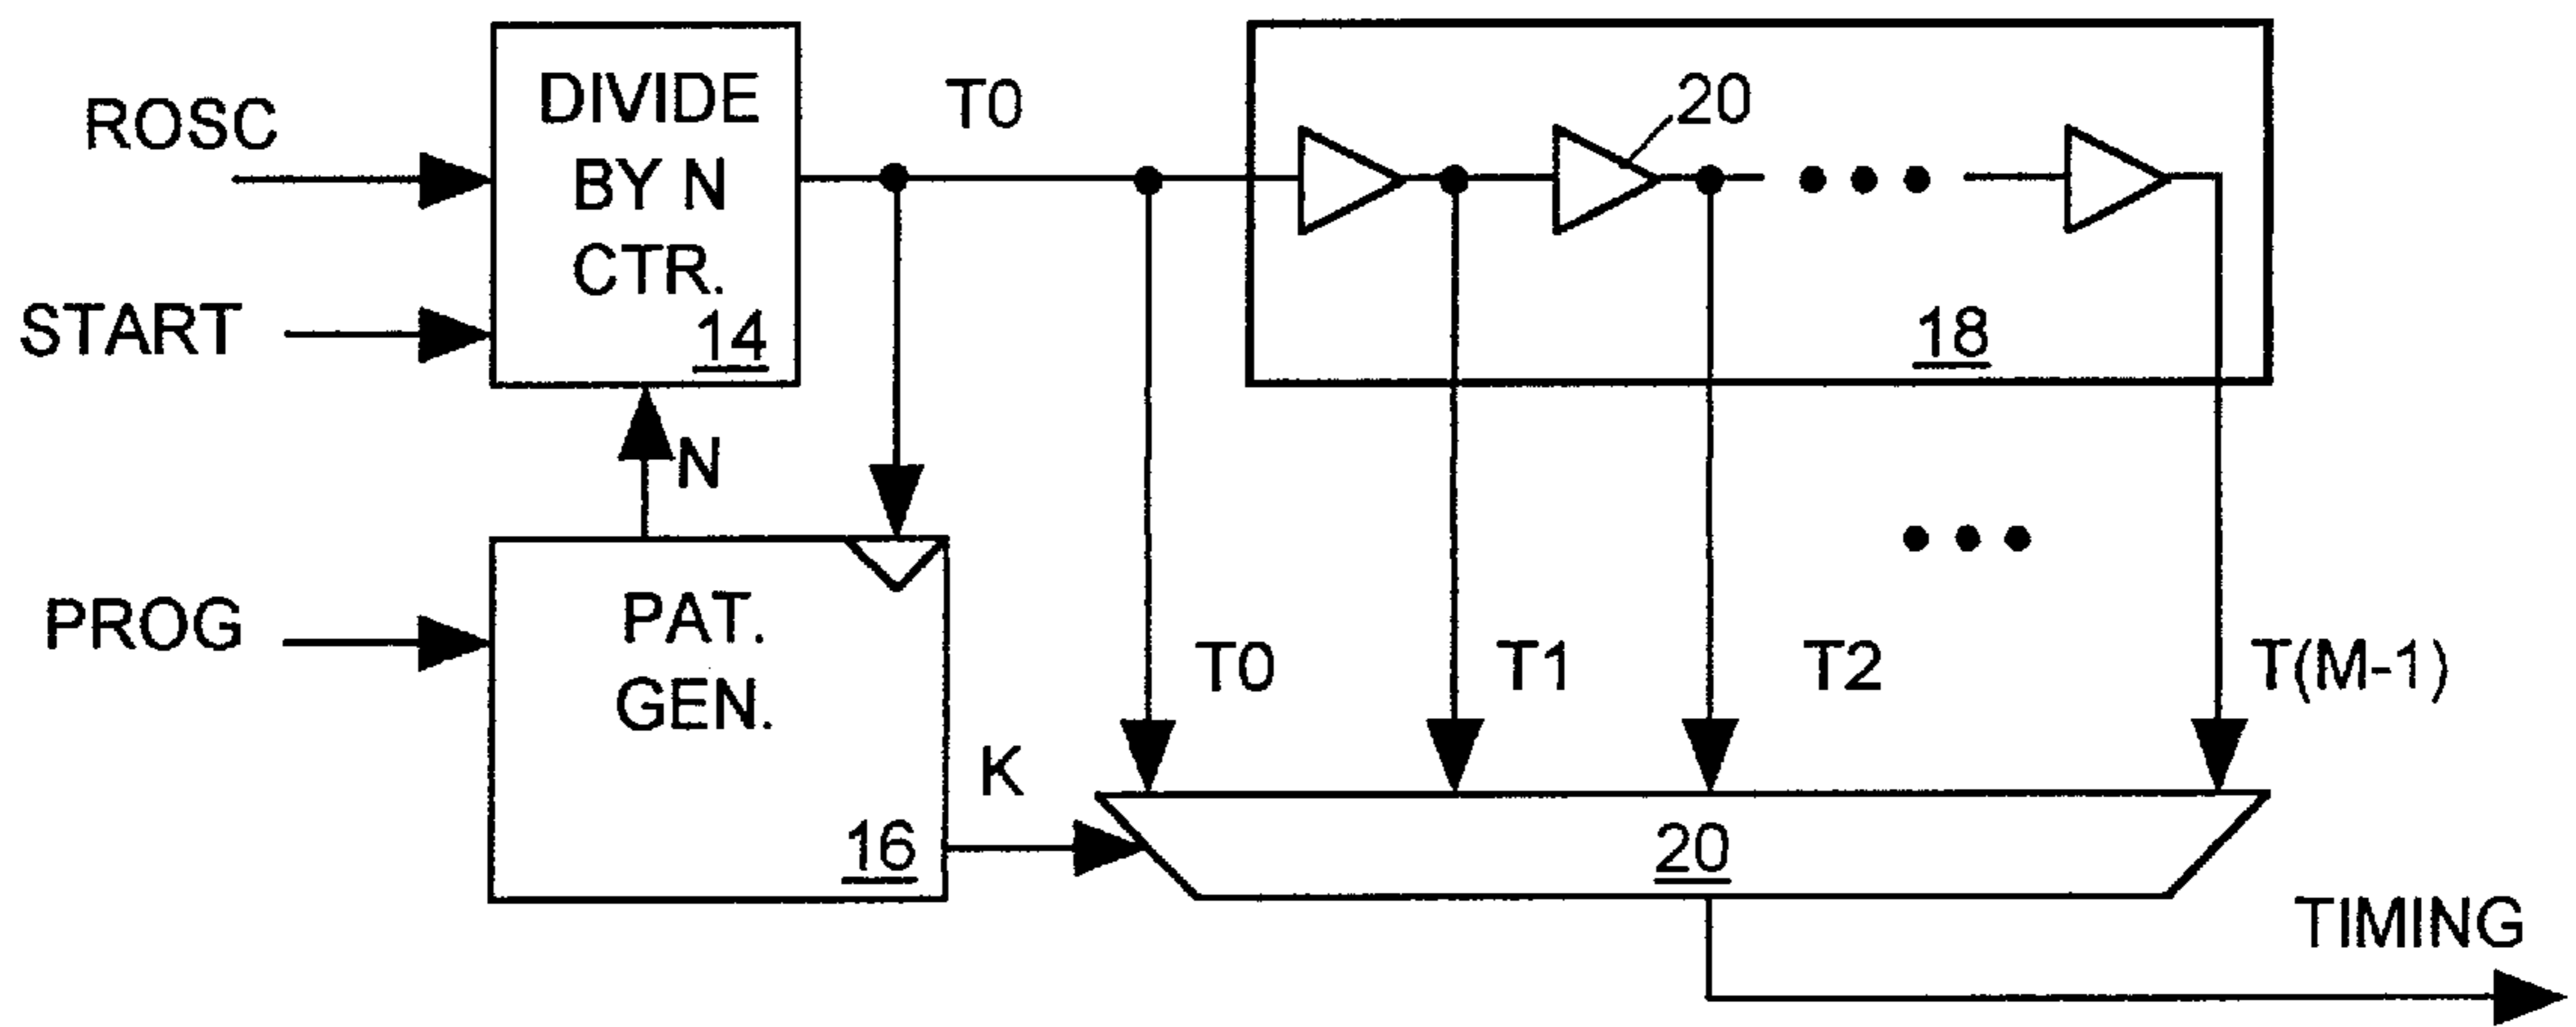 ROSC
START
DIVIDE
BY N
CTR.
14
T0
20
18
N
PROG
PAT.
GEN.
16
K
T0
T1
T2
T(M-1)
20
TIMING